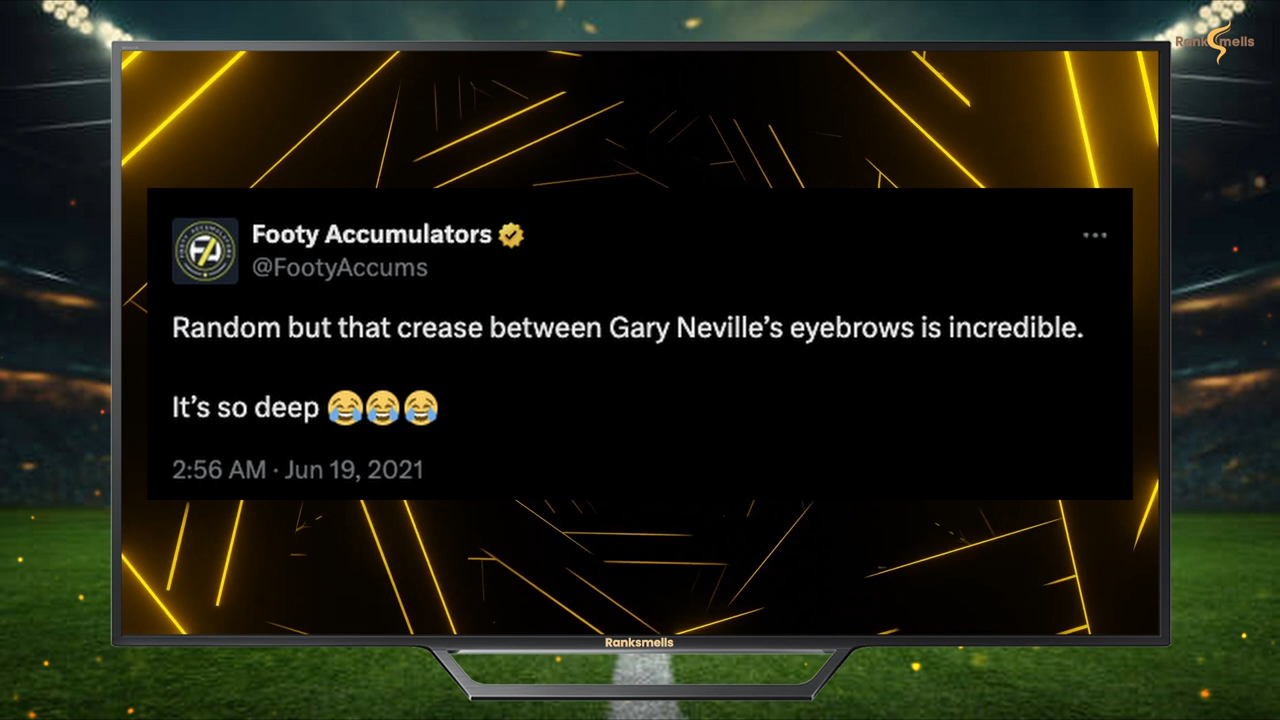 Ranksmells
Footy Accumulators
@FootyAccums
Random but that crease between Gary Neville’s eyebrows is incredible.
It’s so deep 😂😂😂
2:56 AM · Jun 19, 2021
Ranksmells